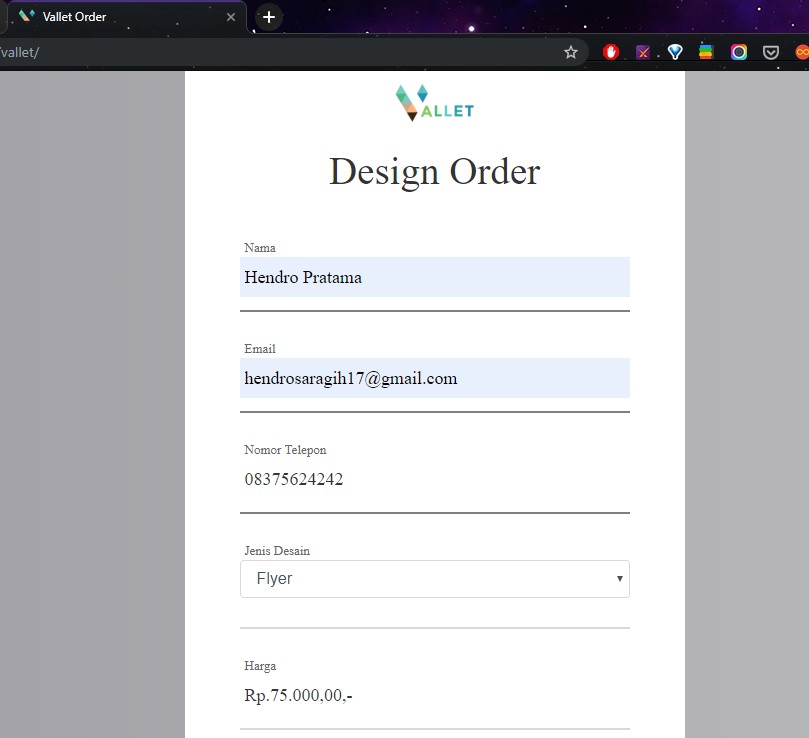 Vallet Order
vallet/
ALLET
Design Order
Nama
Hendro Pratama
Email
hendrosaragih17@gmail.com
Nomor Telepon
08375624242
Jenis Desain
Flyer
Harga
Rp.75.000,00,-